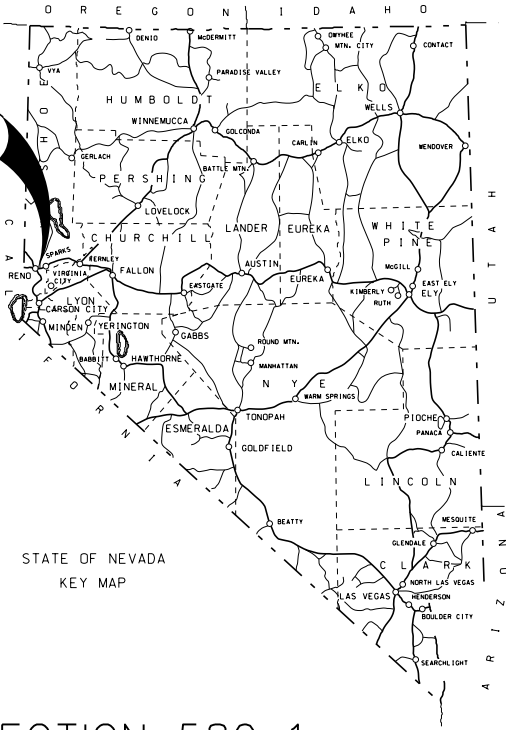 OREGON IDAHO
DENIO
McDERMITT
OWYHEE
MTN. CITY
CONTACT
VYA
PARADISE VALLEY
ELKO
HUMBOLDT
WELLS
WINNEMUCCA
GOLCONDA
CARLIN
ELKO
WENDOVER
GERLACH
BATTLE MTN.
PERSHING
LOVELOCK
UTAH
LANDER
EUREKA
WHITE
PINE
CHURCHILL
SPARKS
FERNLEY
RENO
VIRGINIA
CITY
FALLON
AUSTIN
McGILL
EUREKA
EASTGATE
KIMBERLY
RUTH
EAST ELY
ELY
LYON
CARSON CITY
MINDEN
YERINGTON
GABBS
ROUND MTN.
BABBITT
HAWTHORNE
MANHATTAN
MINERAL
NYE
WARM SPRINGS
TONOPAH
PIOCHE
PANACA
ESMERALDA
GOLDFIELD
CALIENTE
LINCOLN
CALIFORNIA
BEATTY
MESQUITE
GLENDALE
STATE OF NEVADA
KEY MAP
CLARK
NORTH LAS VEGAS
LAS VEGAS
HENDERSON
BOULDER CITY
ARIZONA
SEARCHLIGHT